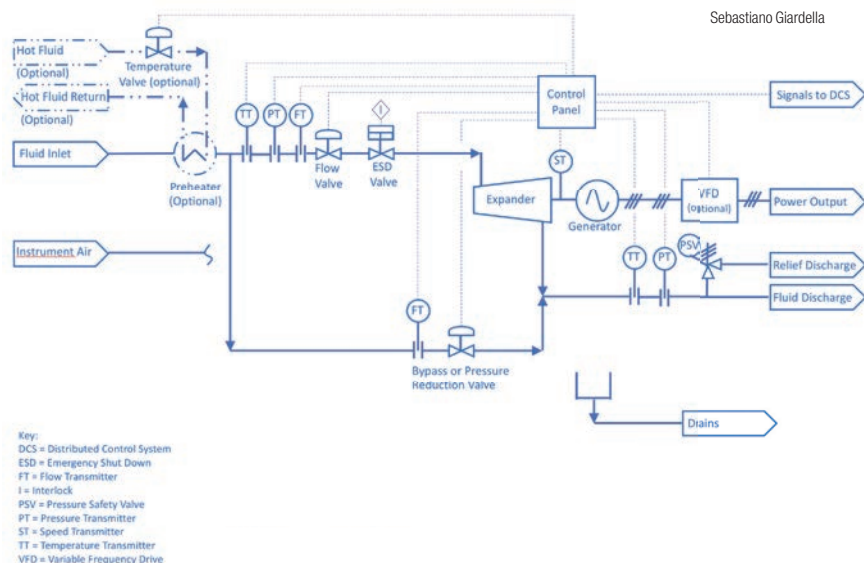 Sebastiano Giardella
Hot Fluid
(Optional)
Temperature
Valve (optional)
Hot Fluid Return
(Optional)
TT
PT
FT
I
Control
Panel
Signals to DCS
Fluid Inlet
Preheater
(Optional)
Flow
Valve
ESD
Valve
ST
Expander
Generator
VFD
(optional)
Power Output
Instrument Air
TT
PT
PSV
Relief Discharge
Fluid Discharge
FT
Bypass or Pressure
Reduction Valve
Drains
Key:
DCS = Distributed Control System
ESD = Emergency Shut Down
FT = Flow Transmitter
I = Interlock
PSV = Pressure Safety Valve
PT = Pressure Transmitter
ST = Speed Transmitter
TT = Temperature Transmitter
VFD = Variable Frequency Drive